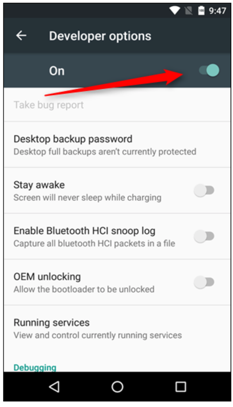 9:47
Developer options
On
Take bug report
Desktop backup password
Desktop full backups aren't currently protected
Stay awake
Screen will never sleep while charging
Enable Bluetooth HCI snoop log
Capture all bluetooth HCI packets in a file
OEM unlocking
Allow the bootloader to be unlocked
Running services
View and control currently running services
Debugging